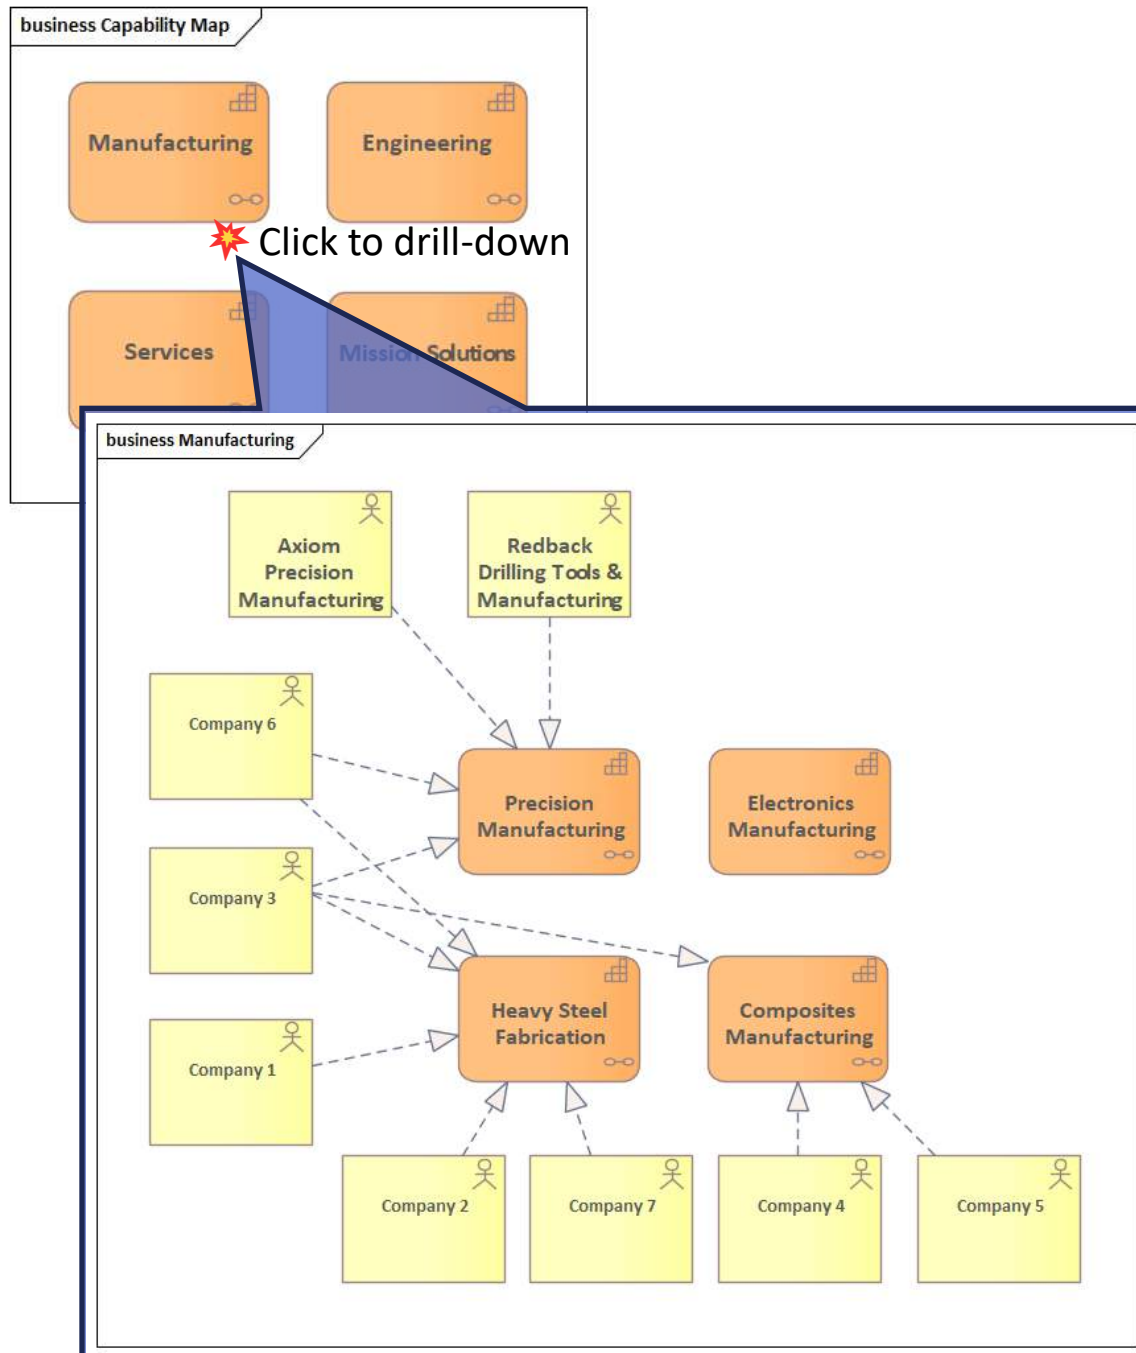 business Capability Map
Manufacturing
Engineering
Click to drill-down
Services
Mission Solutions
business Manufacturing
Axiom
Precision
Manufacturing
Redback
Drilling Tools &
Manufacturing
Company 6
Precision
Manufacturing
Electronics
Manufacturing
Company 3
Heavy Steel
Fabrication
Composites
Manufacturing
Company 1
Company 2
Company 7
Company 4
Company 5